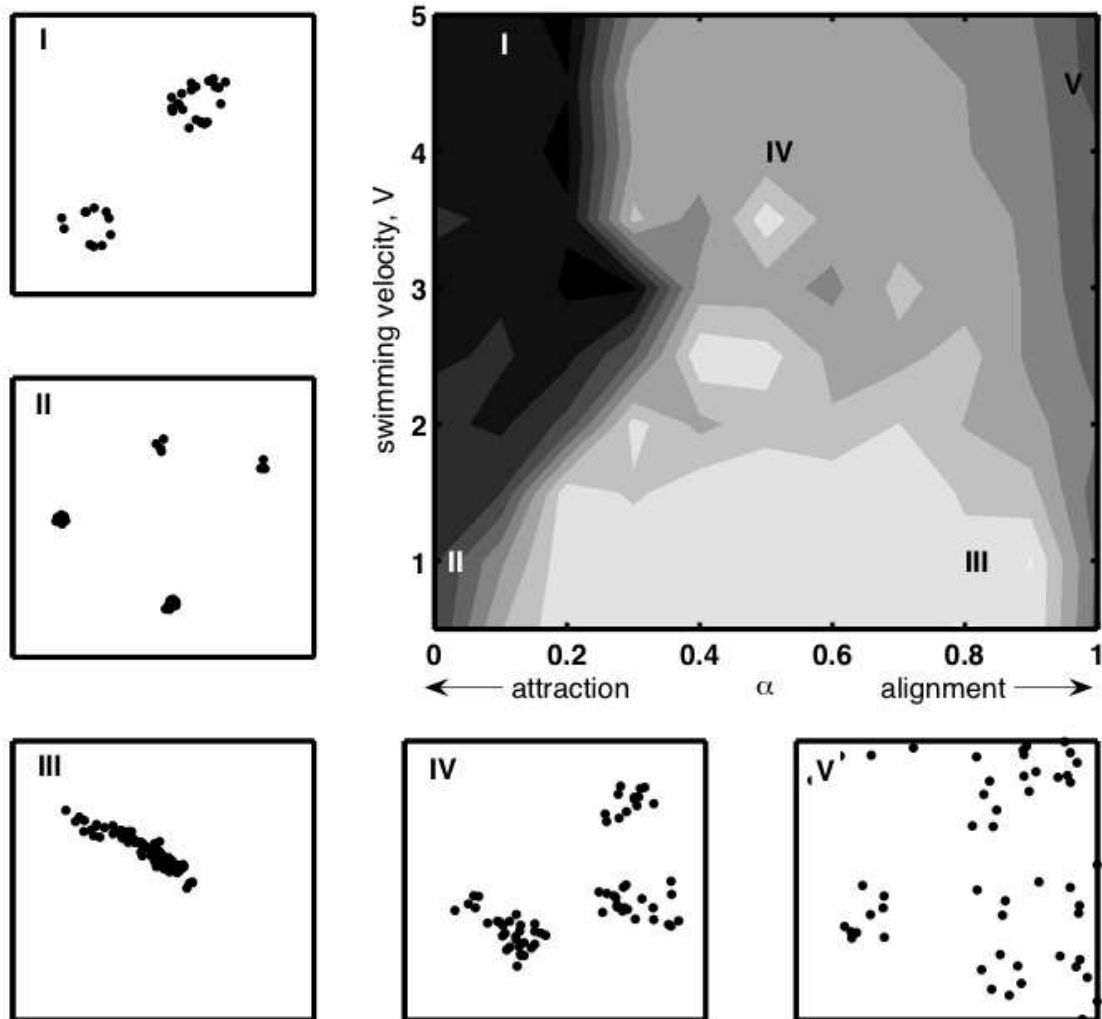 I
II
III
IV
V
5
4
3
2
1
swimming velocity, V
I
II
III
IV
V
0 0.2 0.4 0.6 0.8 1
attraction α alignment